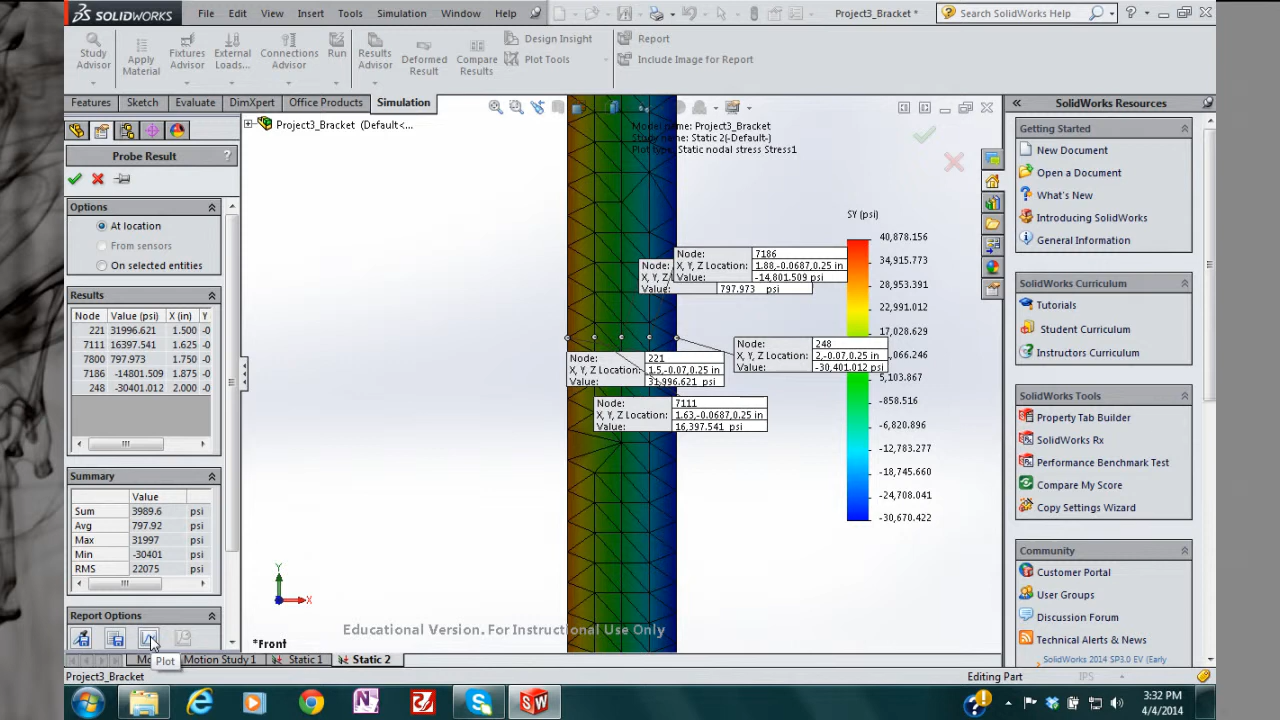 SOLIDWORKS File Edit View Insert Tools Simulation Window Help Project3_Bracket * Search SolidWorks Help ?
Study Advisor
Apply Material
Fixtures Advisor
External Loads...
Connections Advisor
Run
Results Advisor
Deformed Result
Compare Results
Design Insight
Plot Tools
Report
Include Image for Report
Features Sketch Evaluate DimXpert Office Products Simulation
Probe Result ?
Options
At location
From sensors
On selected entities
Results
Node Value (psi) X (in) Y
221 31996.621 1.500 -0
7111 16397.541 1.625 -0
7800 797.973 1.750 -0
7186 -14801.509 1.875 -0
248 -30401.012 2.000 -0
Summary
Value
Sum 3989.6 psi
Avg 797.92 psi
Max 31997 psi
Min -30401 psi
RMS 22075 psi
Report Options
Plot
Project3_Bracket (Default<...
Model name: Project3_Bracket
Study name: Static 2(-Default-)
Plot type: Static nodal stress Stress1
Node: 7186
X, Y, Z Location: 1.88,-0.0687,0.25 in
Value: -14,801.509 psi
Node:
X, Y, Z
Value: 797.973 psi
Node: 248
X, Y, Z Location: 2,-0.07,0.25 in
Value: -30,401.012 psi
Node: 221
X, Y, Z Location: 1.5,-0.07,0.25 in
Value: 31,996.621 psi
Node: 7111
X, Y, Z Location: 1.63,-0.0687,0.25 in
Value: 16,397.541 psi
SY (psi)
40,878.156
34,915.773
28,953.391
22,991.012
17,028.629
,066.246
5,103.867
-858.516
-6,820.896
-12,783.277
-18,745.660
-24,708.041
-30,670.422
Y
X
*Front
Educational Version. For Instructional Use Only
SolidWorks Resources
Getting Started
New Document
Open a Document
What's New
Introducing SolidWorks
General Information
SolidWorks Curriculum
Tutorials
Student Curriculum
Instructors Curriculum
SolidWorks Tools
Property Tab Builder
SolidWorks Rx
Performance Benchmark Test
Compare My Score
Copy Settings Wizard
Community
Customer Portal
User Groups
Discussion Forum
Technical Alerts & News
SolidWorks 2014 SP3.0 EV (Early
Motion Study 1 Static 1 Static 2
Project3_Bracket Editing Part IPS
3:32 PM
4/4/2014